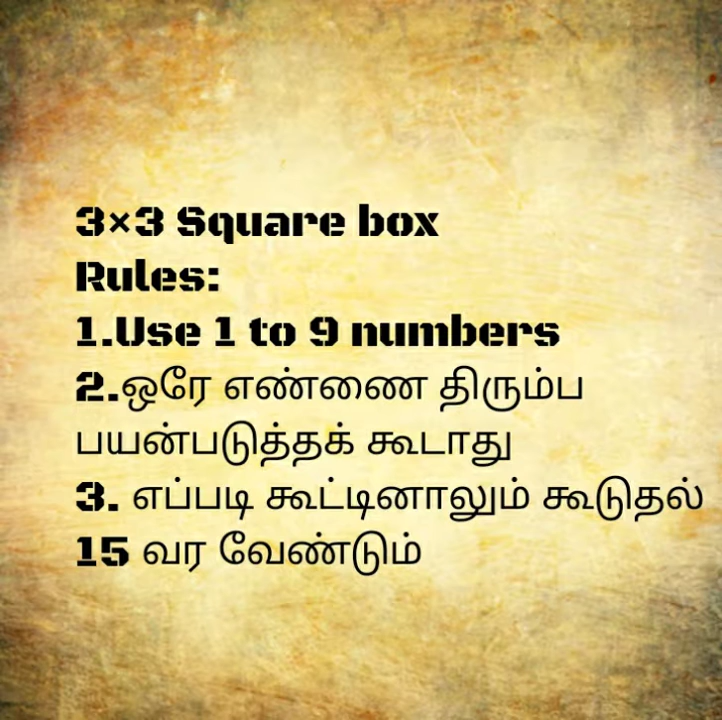 3×3 Square box
Rules:
1.Use 1 to 9 numbers
2.ஒரே எண்ணை திரும்ப
பயன்படுத்தக் கூடாது
3. எப்படி கூட்டினாலும் கூடுதல்
15 வர வேண்டும்